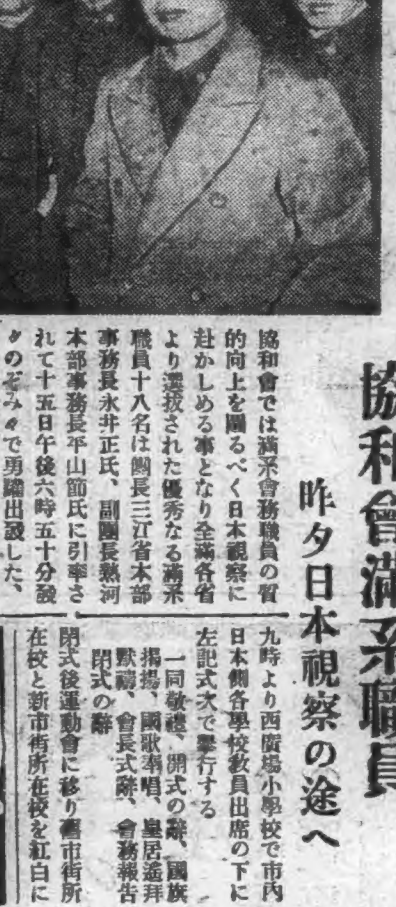 協和會滿系職員
昨夕日本視察の途へ
協和會では滿系會務職員の質
的向上を圖るべく日本視察に
赴かしめる事となり全滿各省
より選拔された優秀なる滿系
職員十八名は團長三江省本部
事務長永井正氏、副團長熱河
本部事務長平山節氏に引率さ
れて十五日午後六時五十分發
〃のぞみ〃で勇躍出發した、
九時より西廣場小學校で市內
日本側各學校敎員出席の下に
左記式次で擧行する
一同敬禮、開式の辭、國旗
揭揚、國歌奉唱、皇居遙拜
默禱、會長式辭、會務報告
閉式の辭
閉式後運動會に移り舊市街所
在校と新市街所在校を紅白に